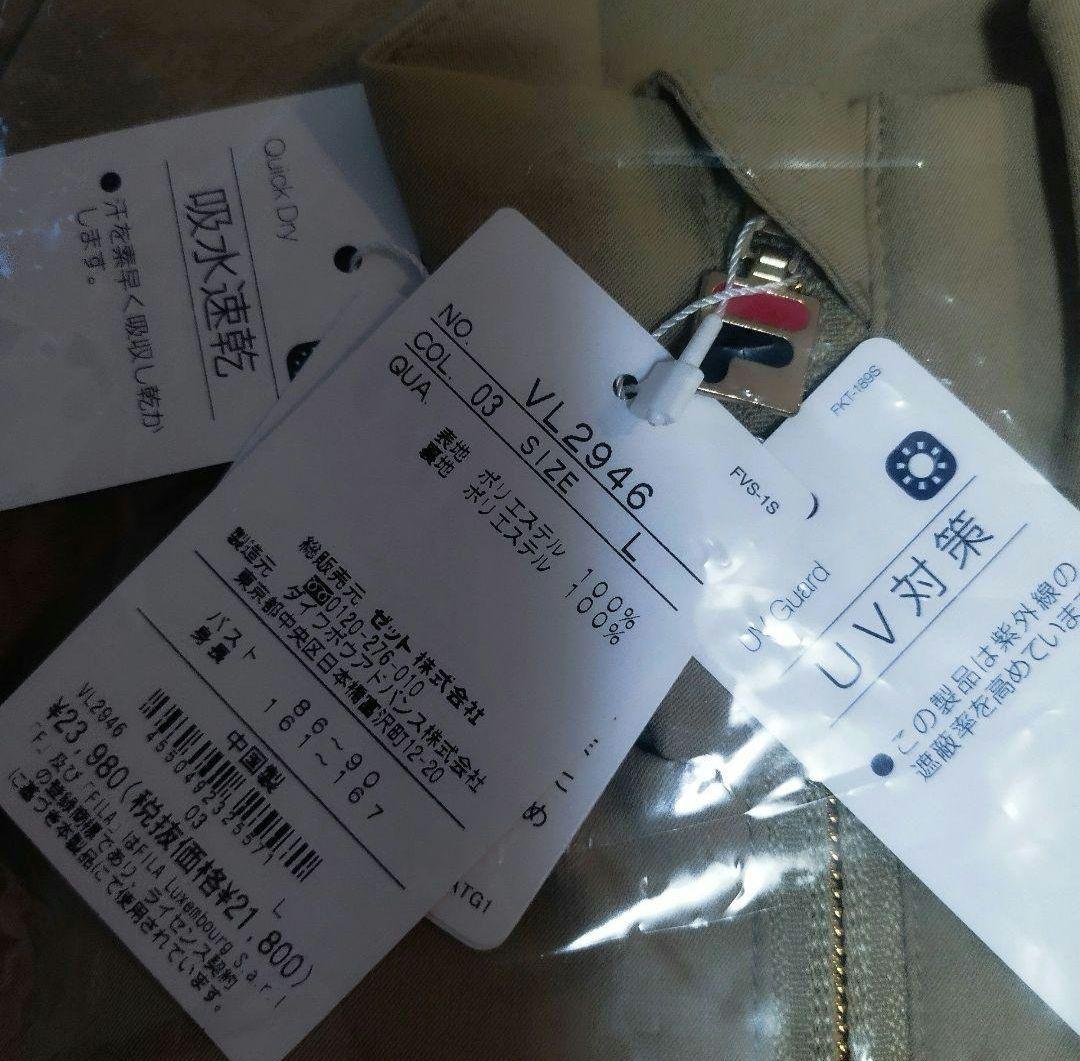 Quick Dry
吸水速乾
●汗を素早く吸収し乾か
します。
NO. VL2946
COL. 03 SIZE L
QUA
表地 ポリエステル 100%
裏地 ポリエステル 100%
総販売元 ゼット株式会社
0120-276-010
製造元 ダイワボウアドバンス株式会社
東京都中央区日本橋富沢町12-20
バスト 86~90
身長 161~167
中国製
4550492325571
VL2946 03 L
¥23,980(税抜価格¥21,800)
「F」及び「FILA」はFILA Luxembourg S.a.r.l
の登録商標であり、ライセンス契約
に基づき本製品にて使用されています。
FVS-1S
ATG1
FKT-189S
UV Guard
UV対策
●この製品は紫外線の
遮蔽率を高めていま